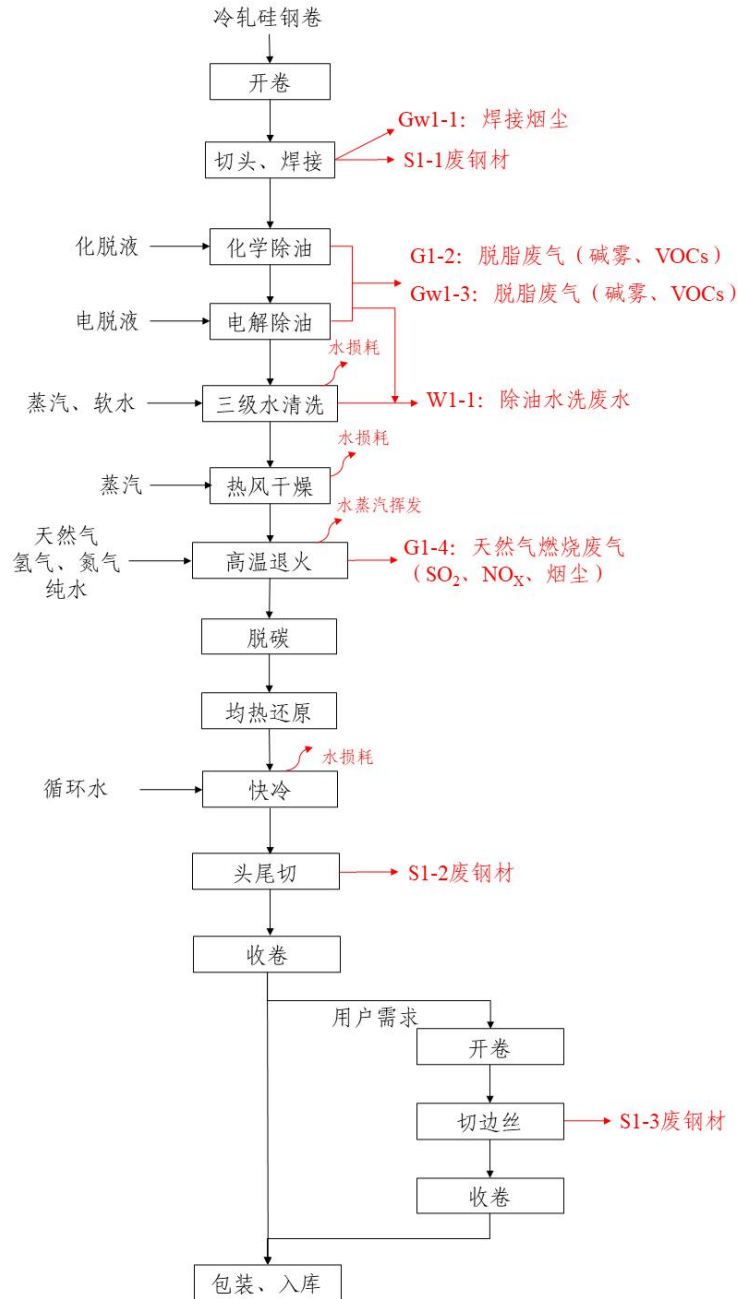 冷轧硅钢卷
开卷
Gw1-1：焊接烟尘
切头、焊接
S1-1废钢材
化脱液
化学除油
G1-2：脱脂废气（碱雾、VOCs）
Gw1-3：脱脂废气（碱雾、VOCs）
电脱液
电解除油
水损耗
蒸汽、软水
三级水清洗
W1-1：除油水洗废水
水损耗
蒸汽
热风干燥
水蒸汽挥发
天然气
氢气、氮气
纯水
高温退火
G1-4：天然气燃烧废气
（SO₂、NOX、烟尘）
脱碳
均热还原
水损耗
循环水
快冷
头尾切
S1-2废钢材
收卷
用户需求
开卷
切边丝
S1-3废钢材
收卷
包装、入库